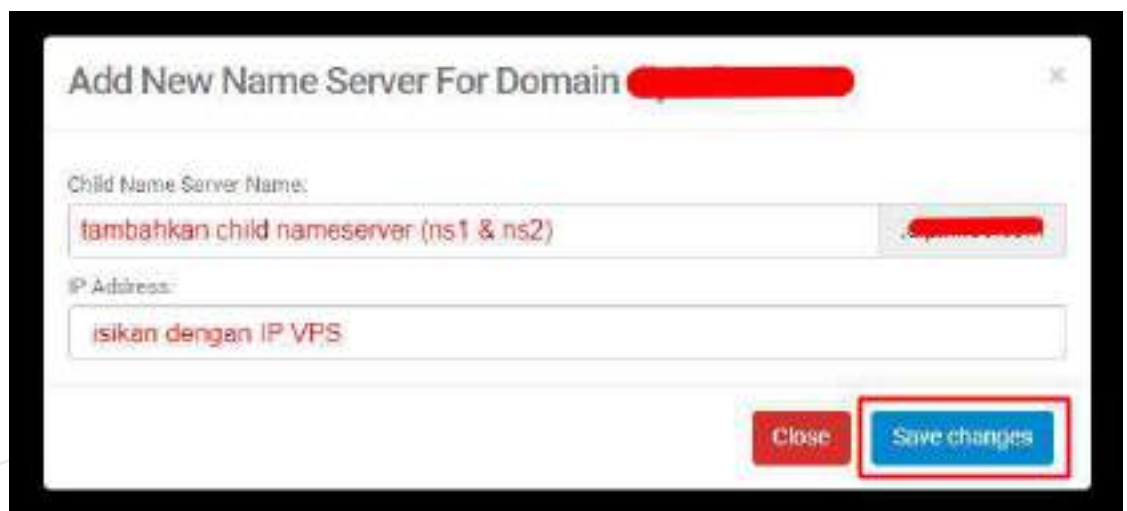 Add New Name Server For Domain
Child Name Server Name:
tambahkan child nameserver (ns1 & ns2)
IP Address:
isikan dengan IP VPS
Close
Save changes